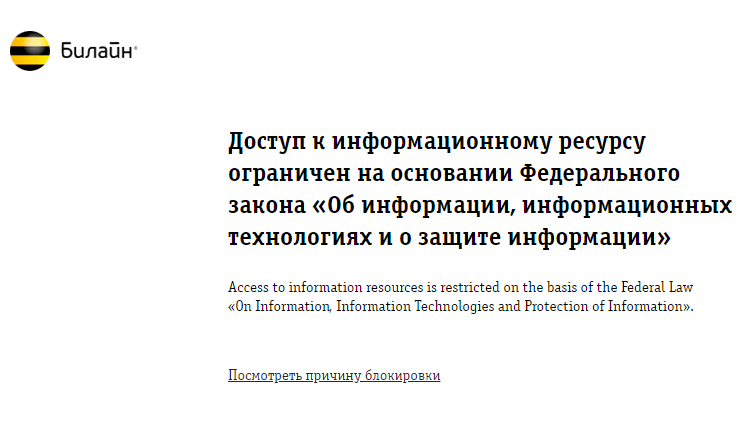 Билайн®
Доступ к информационному ресурсу
ограничен на основании Федерального
закона «Об информации, информационных
технологиях и о защите информации»
Access to information resources is restricted on the basis of the Federal Law
«On Information, Information Technologies and Protection of Information».
Посмотреть причину блокировки